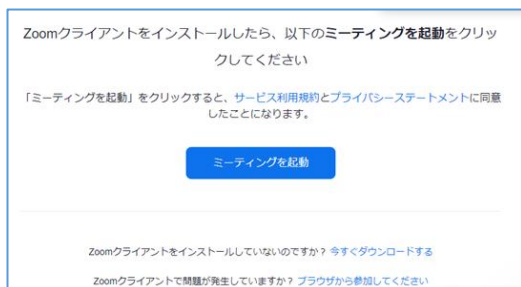 Zoomクライアントをインストールしたら、以下のミーティングを起動をクリッ
クしてください
「ミーティングを起動」をクリックすると、サービス利用規約とプライバシーステートメントに同意
したことになります。
ミーティングを起動
Zoomクライアントをインストールしていないのですか？ 今すぐダウンロードする
Zoomクライアントで問題が発生していますか？ ブラウザから参加してください